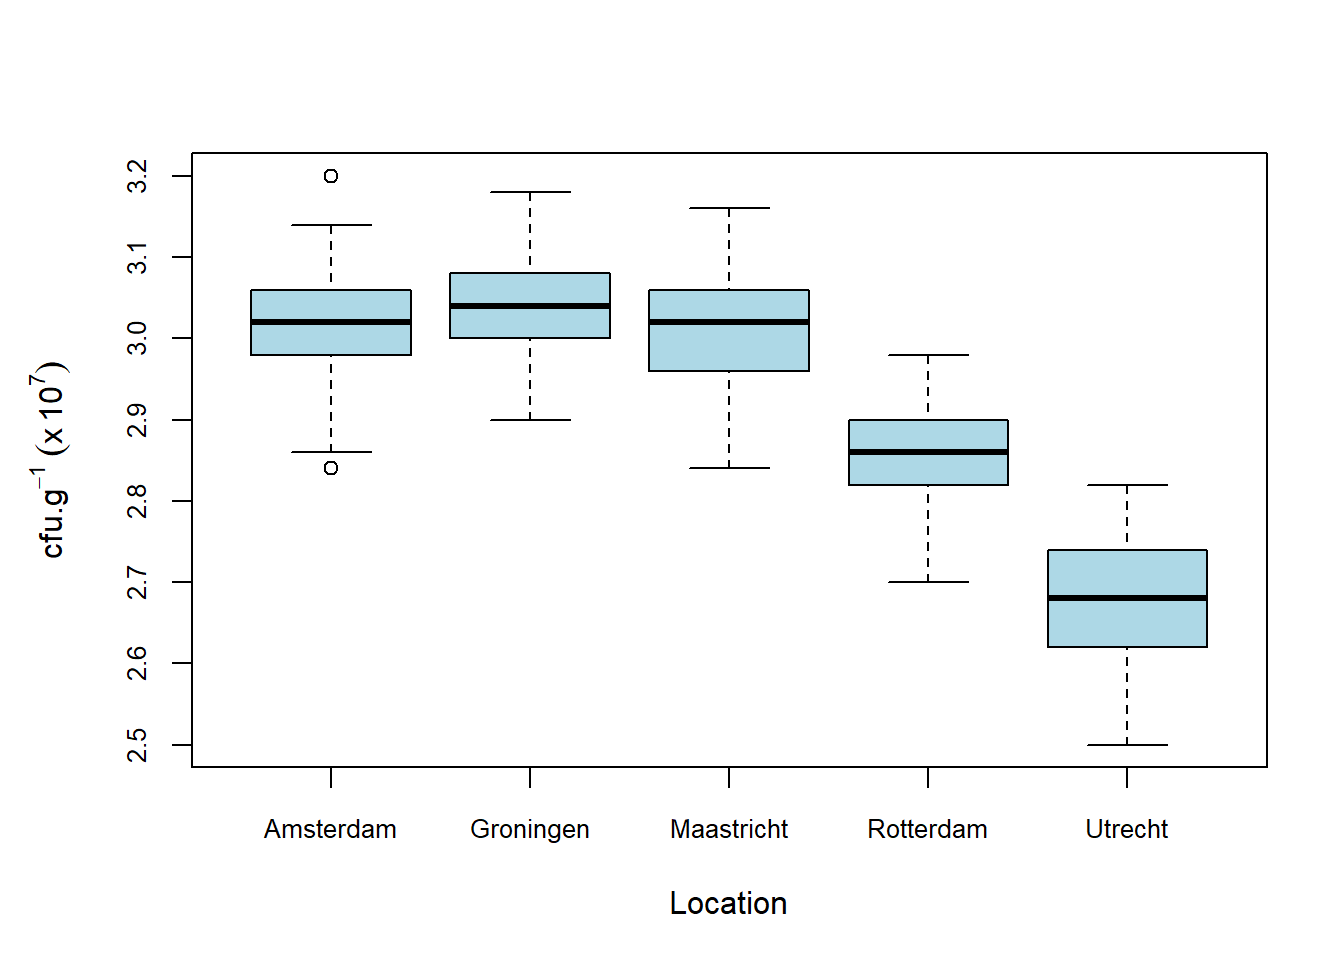 cfu.g⁻¹ (x 10⁷)
3.2
3.1
3.0
2.9
2.8
2.7
2.6
2.5
Amsterdam Groningen Maastricht Rotterdam Utrecht
Location